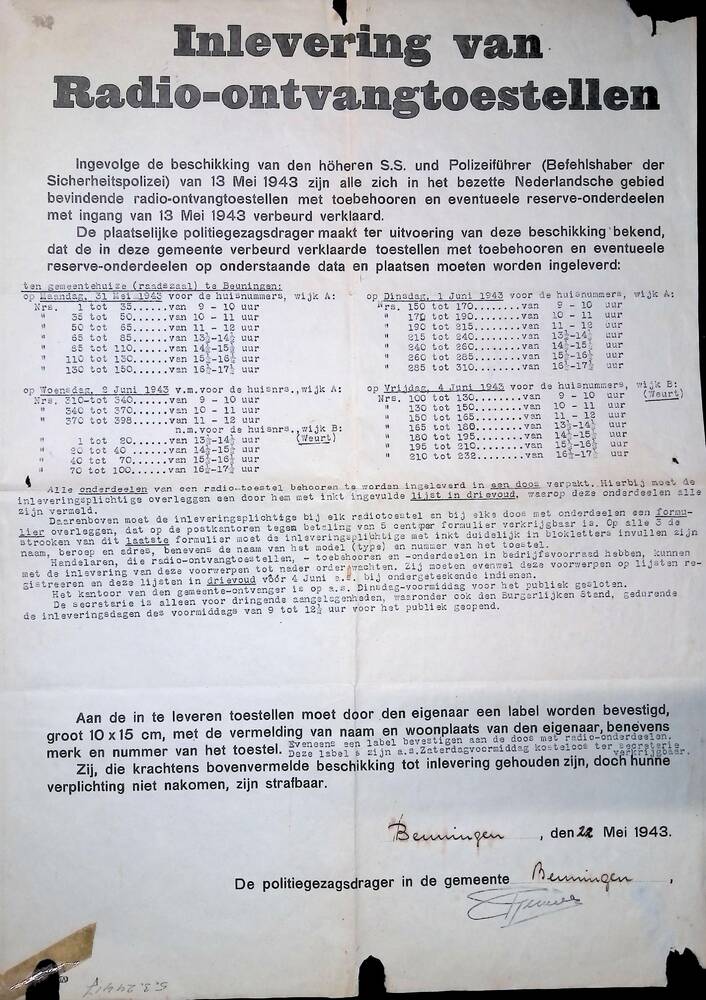 Inlevering van
Radio-ontvangtoestellen
Ingevolge de beschikking van den höheren S.S. und Polizeiführer (Befehlshaber der
Sicherheitspolizei) van 13 Mei 1943 zijn alle zich in het bezette Nederlandsche gebied
bevindende radio-ontvangtoestellen met toebehooren en eventueele reserve-onderdeelen
met ingang van 13 Mei 1943 verbeurd verklaard.
De plaatselijke politiegezagsdrager maakt ter uitvoering van deze beschikking bekend,
dat de in deze gemeente verbeurd verklaarde toestellen met toebehooren en eventueele
reserve-onderdeelen op onderstaande data en plaatsen moeten worden ingeleverd:
ten gemeentehuize (raadszaal) te Beuningen:
op Maandag, 31 Mei 1943 voor de huisnummers, wijk A:
Nrs. 1 tot 35......van 9 - 10 uur
" 35 tot 50......van 10 - 11 uur
" 50 tot 65......van 11 - 12 uur
" 65 tot 85......van 13½-14½ uur
" 85 tot 110.....van 14½-15½ uur
" 110 tot 130.....van 15½-16½ uur
" 130 tot 150.....van 16½-17½ uur
op Dinsdag, 1 Juni 1943 voor de huisnummers, wijk A:
Nrs. 150 tot 170........van 9 - 10 uur
" 170 tot 190........van 10 - 11 uur
" 190 tot 215........van 11 - 12 uur
" 215 tot 240........van 13½-14½ uur
" 240 tot 260........van 14½-15½ uur
" 260 tot 285........van 15½-16½ uur
" 285 tot 310........van 16½-17½ uur
op Woensdag, 2 Juni 1943 v.m.voor de huisnrs.,wijk A:
Nrs. 310-tot 340.....van 9 - 10 uur
" 340 tot 370.....van 10 - 11 uur
" 370 tot 398.....van 11 - 12 uur
n.m.voor de huisnrs.,wijk B:
" 1 tot 20.....van 13½-14½ uur (Weurt)
" 20 tot 40.....van 14½-15½ uur
" 40 tot 70.....van 15½-16½ uur
" 70 tot 100.....van 16½-17½ uur
op Vrijdag, 4 Juni 1943 voor de huisnummers, wijk B:
Nrs. 100 tot 130........van 9 - 10 uur (Weurt)
" 130 tot 150........van 10 - 11 uur
" 150 tot 165........van 11 - 12 uur
" 165 tot 180........van 13½-14½ uur
" 180 tot 195........van 14½-15½ uur
" 195 tot 210........van 15½-16½ uur
" 210 tot 232........van 16½-17½ uur
Alle onderdeelen van een radio-toestel behooren te worden ingeleverd in een doos verpakt. Hierbij moet de
inleveringsplichtige overleggen een door hem met inkt ingevulde lijst in drievoud, waarop deze onderdeelen alle
zijn vermeld.
Daarenboven moet de inleveringsplichtige bij elk radiotoestel en bij elke doos met onderdeelen een formu-
lier overleggen, dat op de postkantoren tegen betaling van 5 cent per formulier verkrijgbaar is. Op alle 3 de
strooken van dit laatste formulier moet de inleveringsplichtige met inkt duidelijk in blokletters invullen zijn
naam, beroep en adres, benevens de naam van het model (type) en nummer van het toestel.
Handelaren, die radio-ontvangtoestellen, - toebehooren en -onderdeelen in bedrijfsvoorraad hebben, kunnen
met de inlevering van deze voorwerpen tot nader order wachten. Zij moeten evenwel deze voorwerpen op lijsten re-
gistreeren en deze lijsten in drievoud vóór 4 Juni a.s. bij ondergeteekende indienen.
Het kantoor van den gemeente-ontvanger is op a.s. Dinsdag-voormiddag voor het publiek gesloten.
De secretarie is alleen voor dringende aangelegenheden, waaronder ook den Burgerlijken Stand, gedurende
de inleveringsdagen des voormiddags van 9 tot 12½ uur voor het publiek geopend.
Aan de in te leveren toestellen moet door den eigenaar een label worden bevestigd,
groot 10 x 15 cm, met de vermelding van naam en woonplaats van den eigenaar, benevens
merk en nummer van het toestel. Eveneens een label bevestigen aan de doos met radio-onderdeelen.
Deze labels zijn a.s.Zaterdagvoormiddag kosteloos ter secretarie verkrijgbaar.
Zij, die krachtens bovenvermelde beschikking tot inlevering gehouden zijn, doch hunne
verplichting niet nakomen, zijn strafbaar.
Beuningen, den 22 Mei 1943.
De politiegezagsdrager in de gemeente Beuningen,